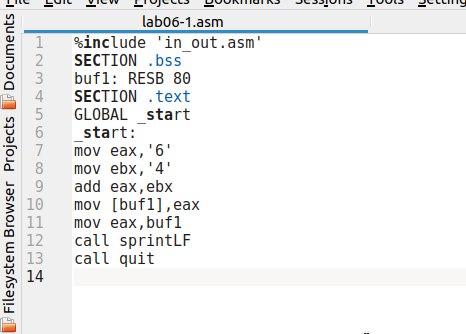 File Edit View Projects Bookmarks Sessions Tools Settings
lab06-1.asm
Documents
Projects
Filesystem Browser
1 %include 'in_out.asm'
2 SECTION .bss
3 buf1: RESB 80
4 SECTION .text
5 GLOBAL _start
6 _start:
7 mov eax,'6'
8 mov ebx,'4'
9 add eax,ebx
10 mov [buf1],eax
11 mov eax,buf1
12 call sprintLF
13 call quit
14